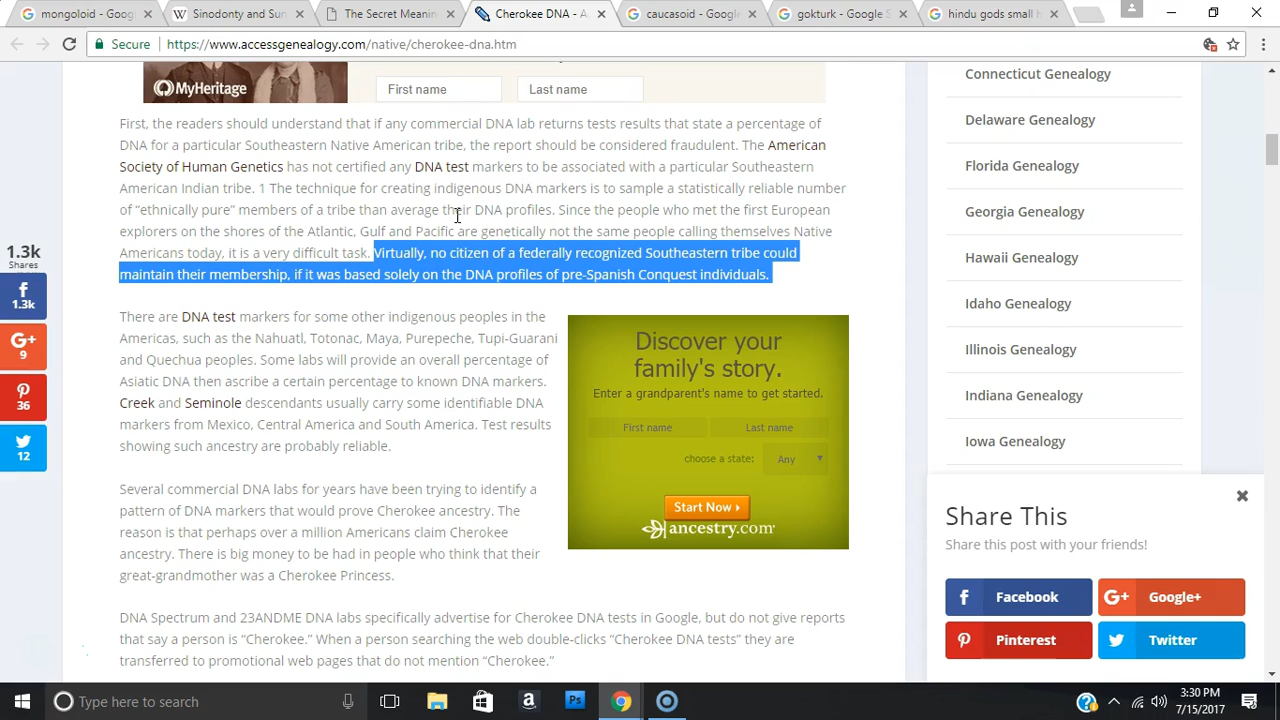 mongoloid - Google
Sinodonty and Sun
The Secret Meanin
Cherokee DNA - A
caucasoid - Google
gokturk - Google S
hindu gods small h
Secure
https://www.accessgenealogy.com/native/cherokee-dna.htm
MyHeritage
First name
Last name
First, the readers should understand that if any commercial DNA lab returns tests results that state a percentage of
DNA for a particular Southeastern Native American tribe, the report should be considered fraudulent. The American
Society of Human Genetics has not certified any DNA test markers to be associated with a particular Southeastern
American Indian tribe. 1 The technique for creating indigenous DNA markers is to sample a statistically reliable number
of “ethnically pure” members of a tribe than average their DNA profiles. Since the people who met the first European
explorers on the shores of the Atlantic, Gulf and Pacific are genetically not the same people calling themselves Native
Americans today, it is a very difficult task. Virtually, no citizen of a federally recognized Southeastern tribe could
maintain their membership, if it was based solely on the DNA profiles of pre-Spanish Conquest individuals.
There are DNA test markers for some other indigenous peoples in the
Americas, such as the Nahuatl, Totonac, Maya, Purepeche, Tupi-Guarani
and Quechua peoples. Some labs will provide an overall percentage of
Asiatic DNA then ascribe a certain percentage to known DNA markers.
Creek and Seminole descendants usually carry some identifiable DNA
markers from Mexico, Central America and South America. Test results
showing such ancestry are probably reliable.
Several commercial DNA labs for years have been trying to identify a
pattern of DNA markers that would prove Cherokee ancestry. The
reason is that perhaps over a million Americans claim Cherokee
ancestry. There is big money to be had in people who think that their
great-grandmother was a Cherokee Princess.
DNA Spectrum and 23ANDME DNA labs specifically advertise for Cherokee DNA tests in Google, but do not give reports
that say a person is “Cherokee.” When a person searching the web double-clicks “Cherokee DNA tests” they are
transferred to promotional web pages that do not mention “Cherokee.”
Discover your
family's story.
Enter a grandparent's name to get started.
First name
Last name
choose a state:
Any
Start Now
ancestry.com
1.3k
Shares
1.3k
G+
9
36
12
Connecticut Genealogy
Delaware Genealogy
Florida Genealogy
Georgia Genealogy
Hawaii Genealogy
Idaho Genealogy
Illinois Genealogy
Indiana Genealogy
Iowa Genealogy
Share This
Share this post with your friends!
Facebook
G+ Google+
Pinterest
Twitter
Type here to search
3:30 PM
7/15/2017